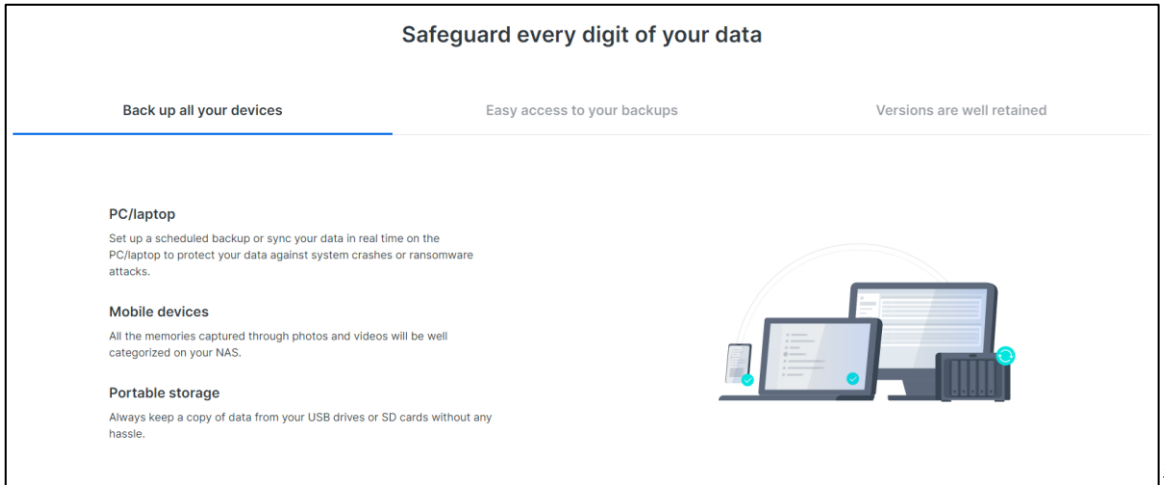 Safeguard every digit of your data
Back up all your devices
Easy access to your backups
Versions are well retained
PC/laptop
Set up a scheduled backup or sync your data in real time on the
PC/laptop to protect your data against system crashes or ransomware
attacks.
Mobile devices
All the memories captured through photos and videos will be well
categorized on your NAS.
Portable storage
Always keep a copy of data from your USB drives or SD cards without any
hassle.